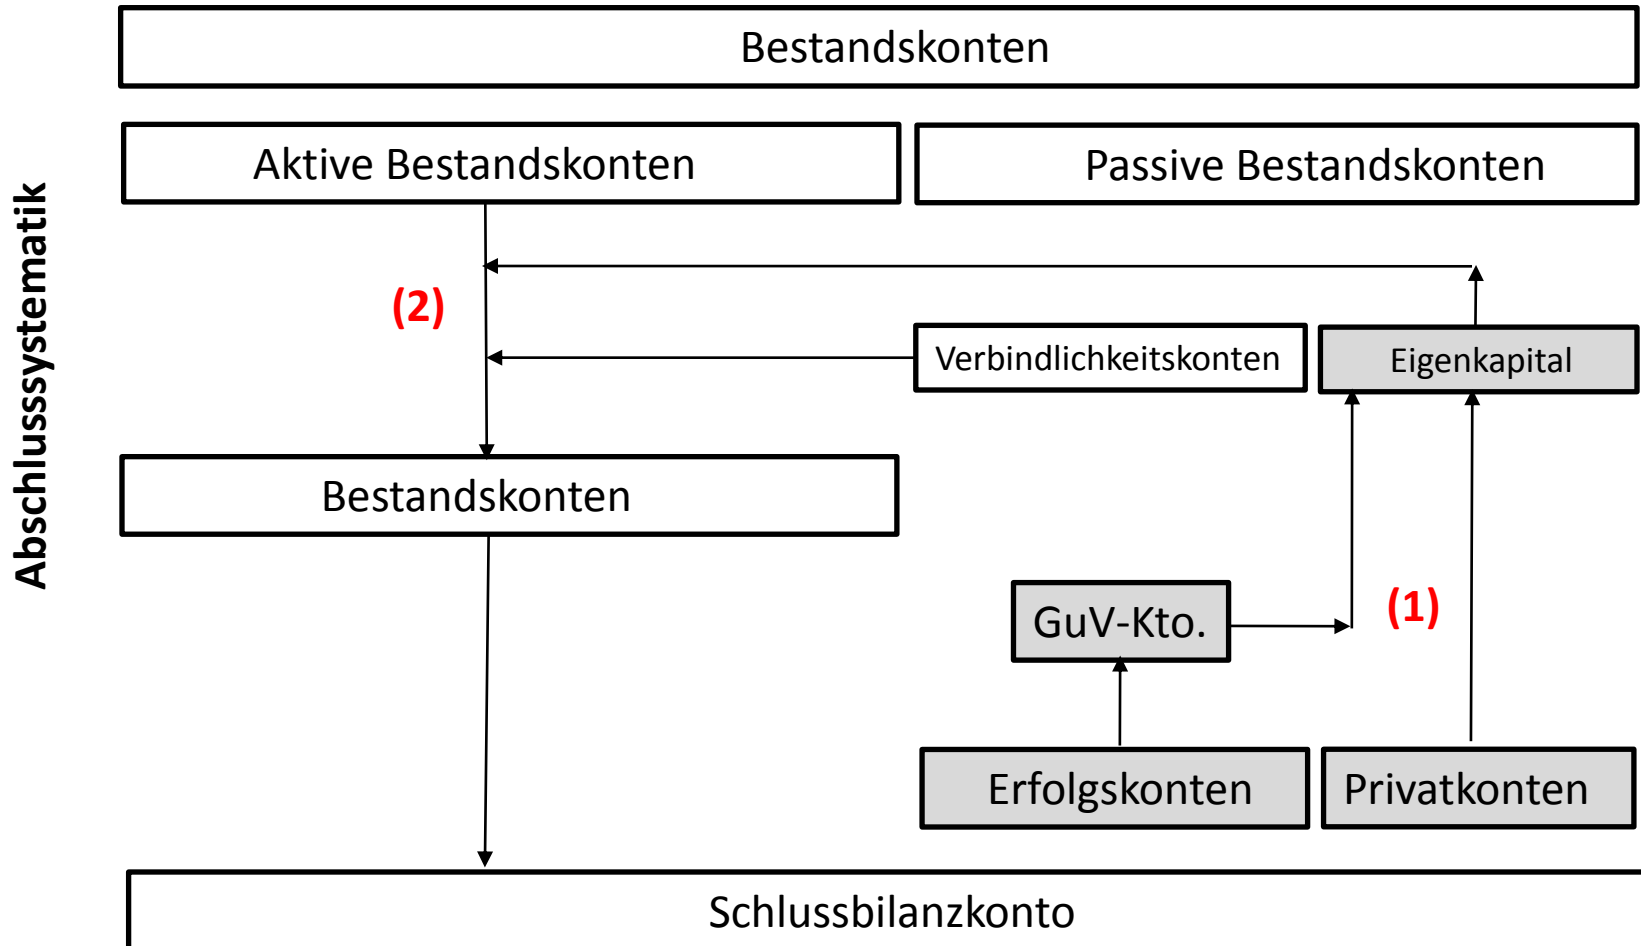 Bestandskonten
Aktive Bestandskonten
Passive Bestandskonten
Abschlusssystematik
(2)
Verbindlichkeitskonten
Eigenkapital
Bestandskonten
GuV-Kto.
(1)
Erfolgskonten
Privatkonten
Schlussbilanzkonto